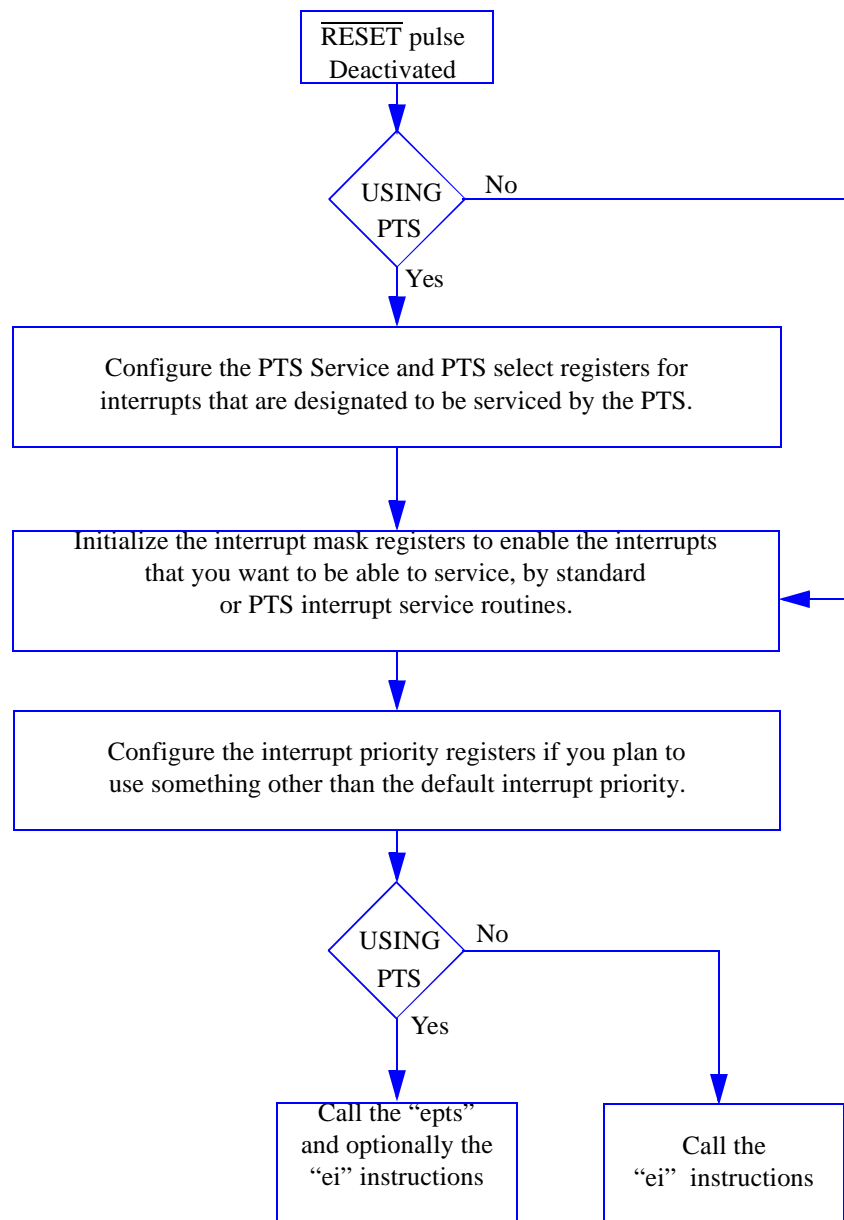 RESET pulse
Deactivated
USING
PTS
No
Yes
Configure the PTS Service and PTS select registers for
interrupts that are designated to be serviced by the PTS.
Initialize the interrupt mask registers to enable the interrupts
that you want to be able to service, by standard
or PTS interrupt service routines.
Configure the interrupt priority registers if you plan to
use something other than the default interrupt priority.
USING
PTS
No
Yes
Call the “epts”
and optionally the
“ei” instructions
Call the
“ei” instructions